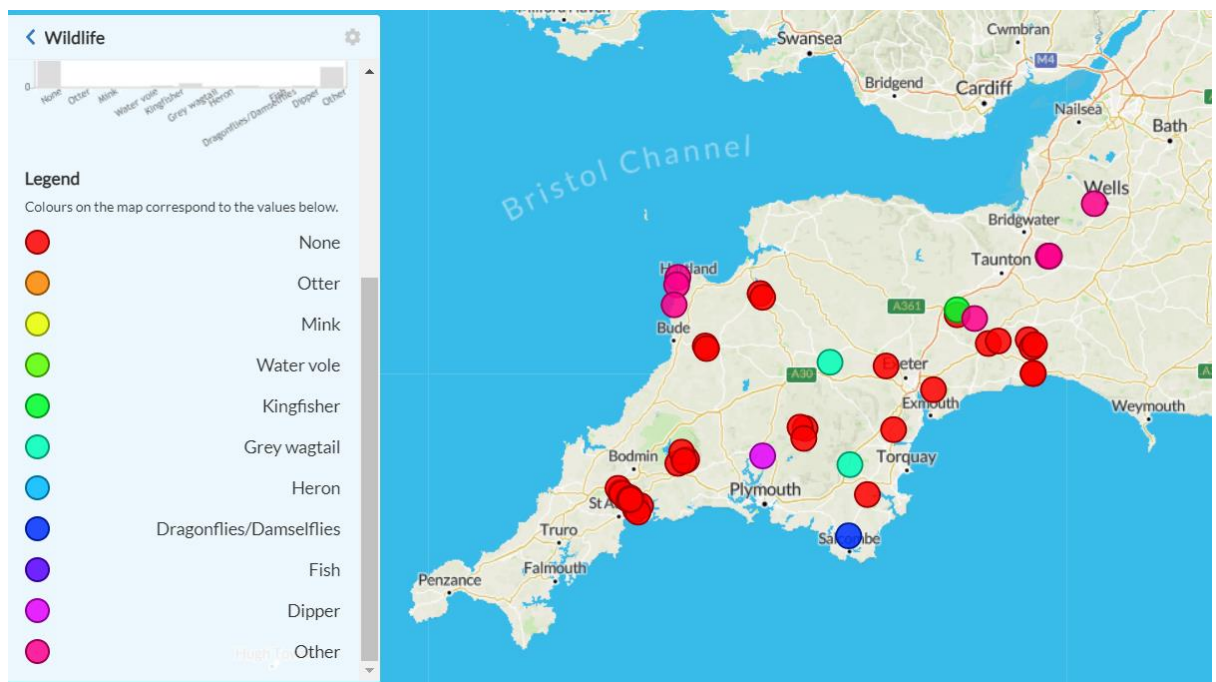 Wildlife
0
None
Otter
Mink
Water vole
Kingfisher
Grey wagtail
Heron
Dragonflies/Damselflies
Fish
Dipper
Other
Legend
Colours on the map correspond to the values below.
None
Otter
Mink
Water vole
Kingfisher
Grey wagtail
Heron
Dragonflies/Damselflies
Fish
Dipper
Other
Swansea
Cwmbran
M4
Bridgend
Cardiff
Nailsea
Bath
Bristol Channel
Wells
Bridgwater
Taunton
A361
Bude
A30
Exmouth
Weymouth
Bodmin
Torquay
Plymouth
Truro
Falmouth
Penzance